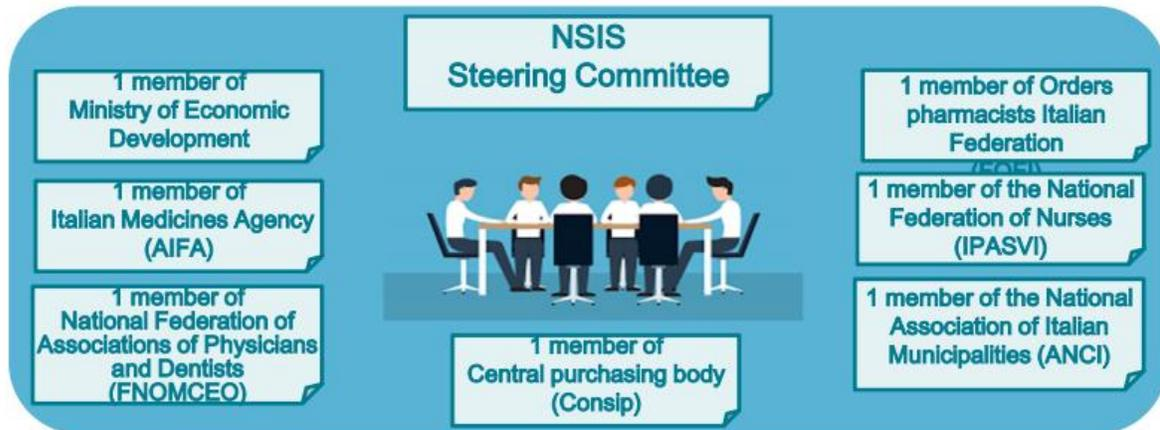 NSIS
Steering Committee
1 member of
Ministry of Economic
Development
1 member of
Italian Medicines Agency
(AIFA)
1 member of
National Federation of
Associations of Physicians
and Dentists
(FNOMCEO)
1 member of
Central purchasing body
(Consip)
1 member of Orders
pharmacists Italian
Federation
(FOFI)
1 member of the National
Federation of Nurses
(IPASVI)
1 member of the National
Association of Italian
Municipalities (ANCI)